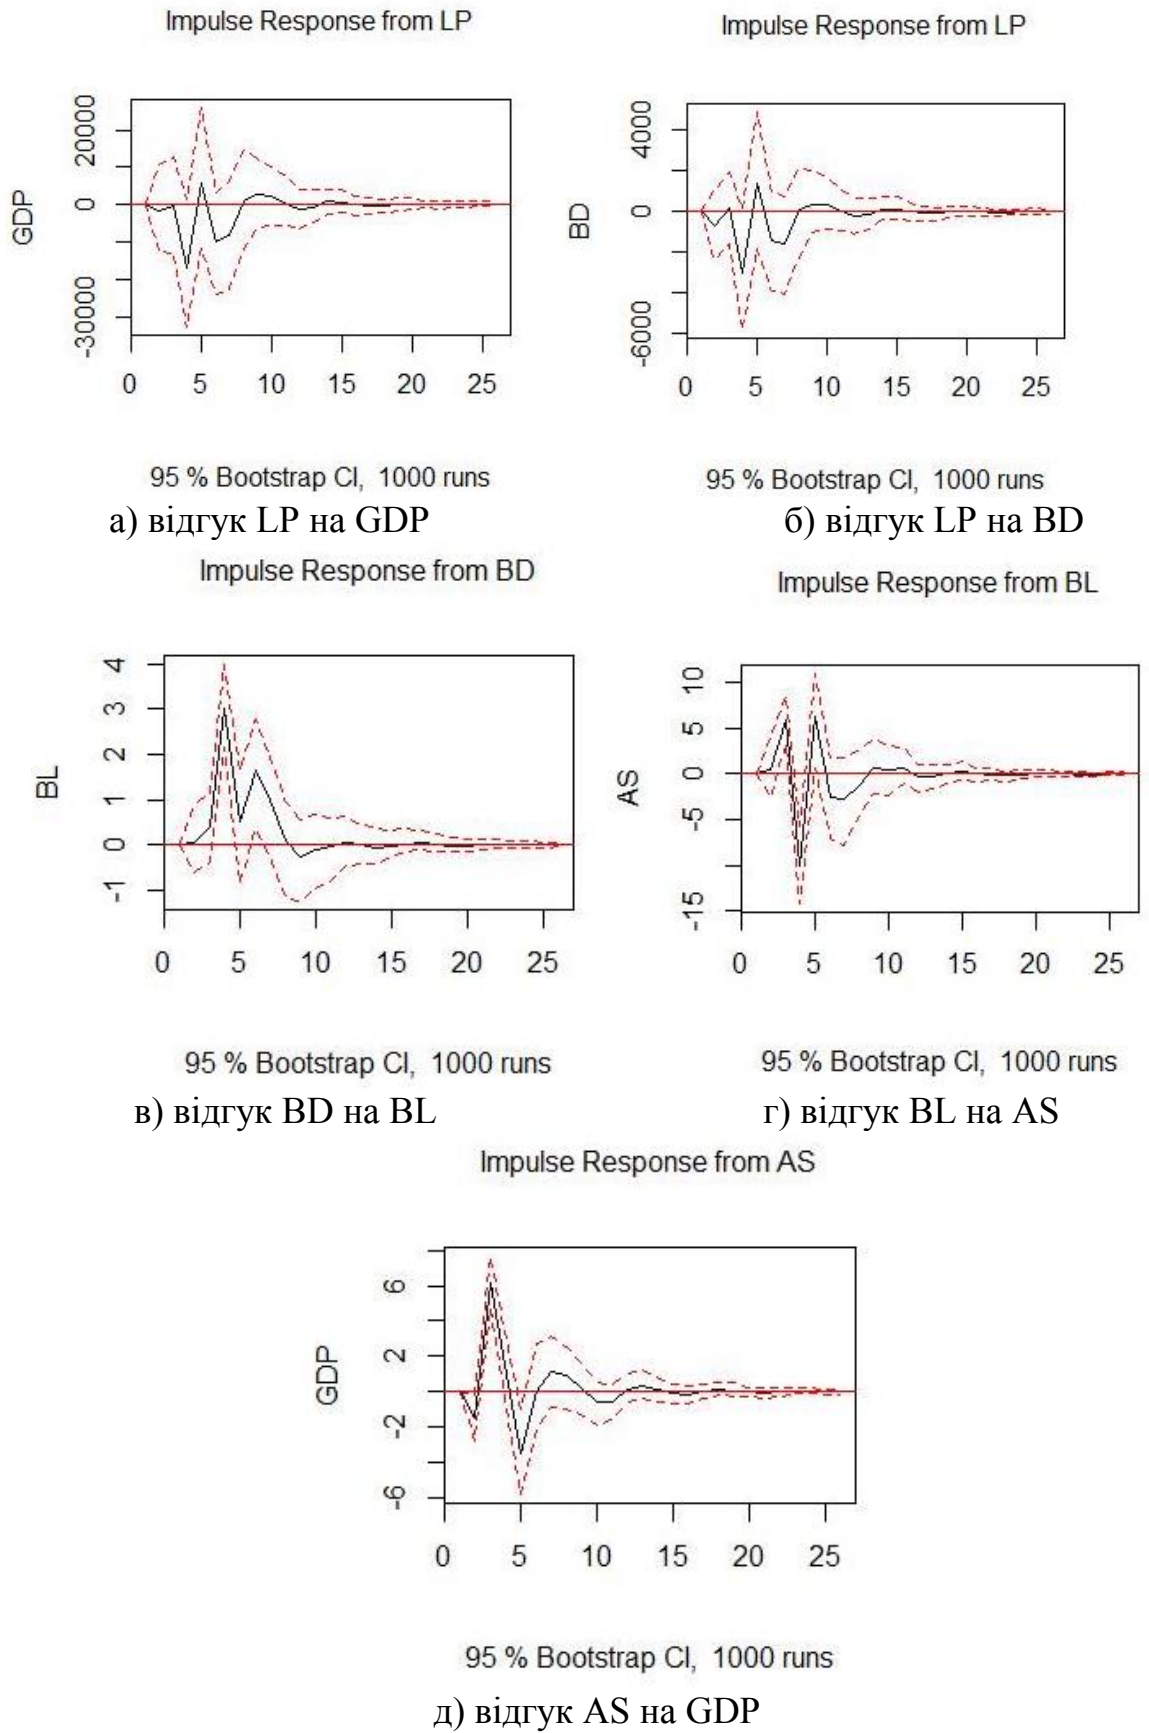 Impulse Response from LP
GDP
20000
0
-30000
0 5 10 15 20 25
95 % Bootstrap CI, 1000 runs
а) відгук LP на GDP
Impulse Response from LP
BD
4000
0
-6000
0 5 10 15 20 25
95 % Bootstrap CI, 1000 runs
б) відгук LP на BD
Impulse Response from BD
BL
4
3
2
1
0
-1
0 5 10 15 20 25
95 % Bootstrap CI, 1000 runs
в) відгук BD на BL
Impulse Response from BL
AS
10
5
0
-5
-15
0 5 10 15 20 25
95 % Bootstrap CI, 1000 runs
г) відгук BL на AS
Impulse Response from AS
GDP
6
2
-2
-6
0 5 10 15 20 25
95 % Bootstrap CI, 1000 runs
д) відгук AS на GDP